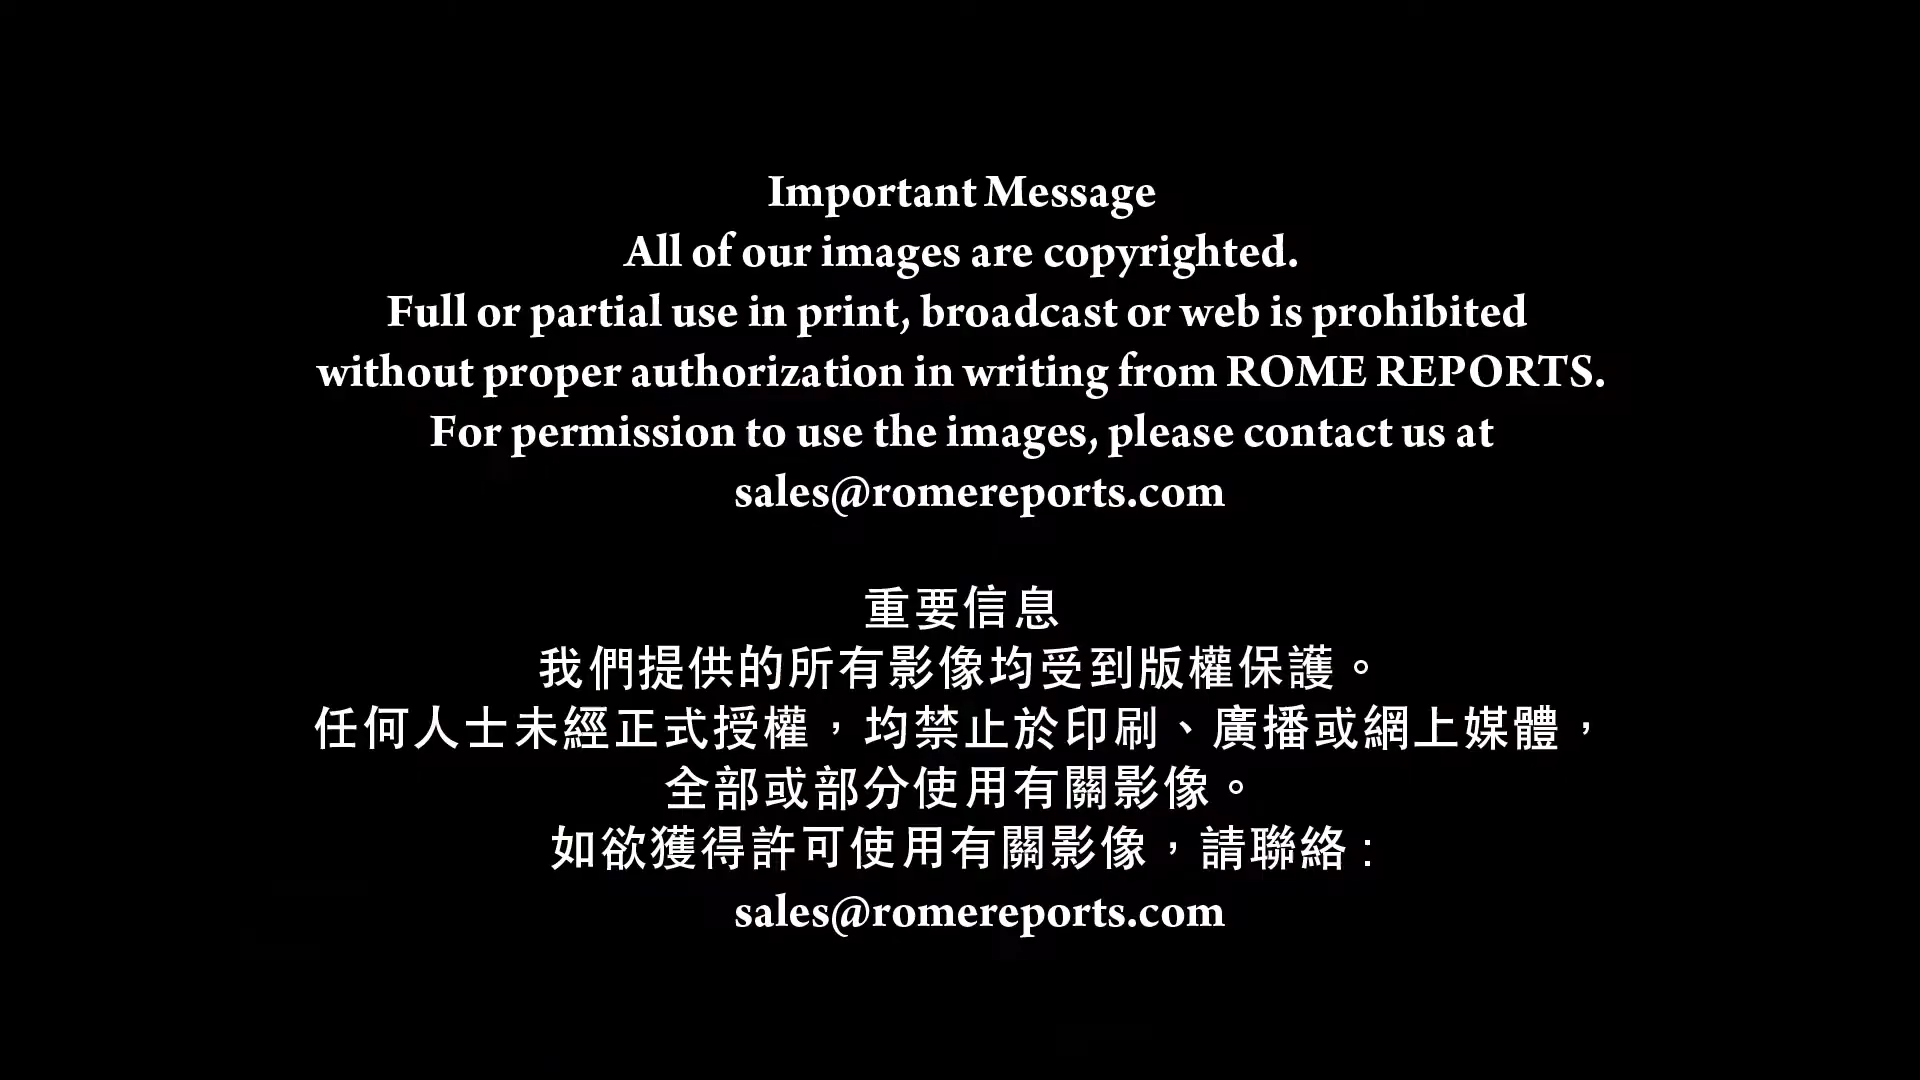 Important Message
All of our images are copyrighted.
Full or partial use in print, broadcast or web is prohibited
without proper authorization in writing from ROME REPORTS.
For permission to use the images, please contact us at
sales@romereports.com
重要信息
我們提供的所有影像均受到版權保護。
任何人士未經正式授權，均禁止於印刷、廣播或網上媒體，
全部或部分使用有關影像。
如欲獲得許可使用有關影像，請聯絡：
sales@romereports.com